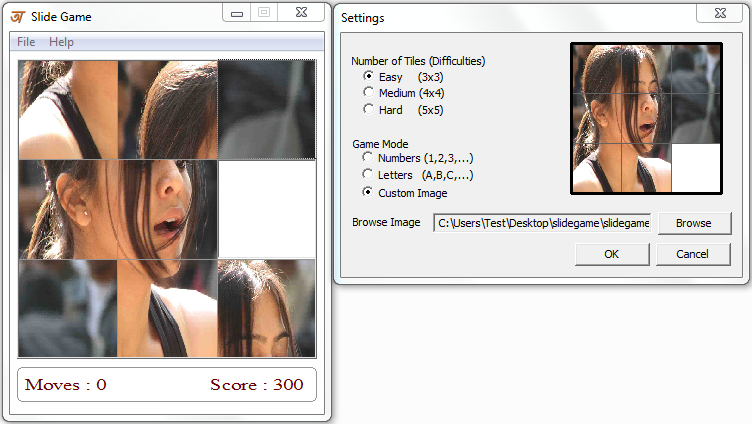 Slide Game
File Help
Moves : 0 Score : 300
Settings
Number of Tiles (Difficulties)
Easy (3x3)
Medium (4x4)
Hard (5x5)
Game Mode
Numbers (1,2,3,...)
Letters (A,B,C,...)
Custom Image
Browse Image C:\Users\Test\Desktop\slidegame\slidegame Browse
OK Cancel